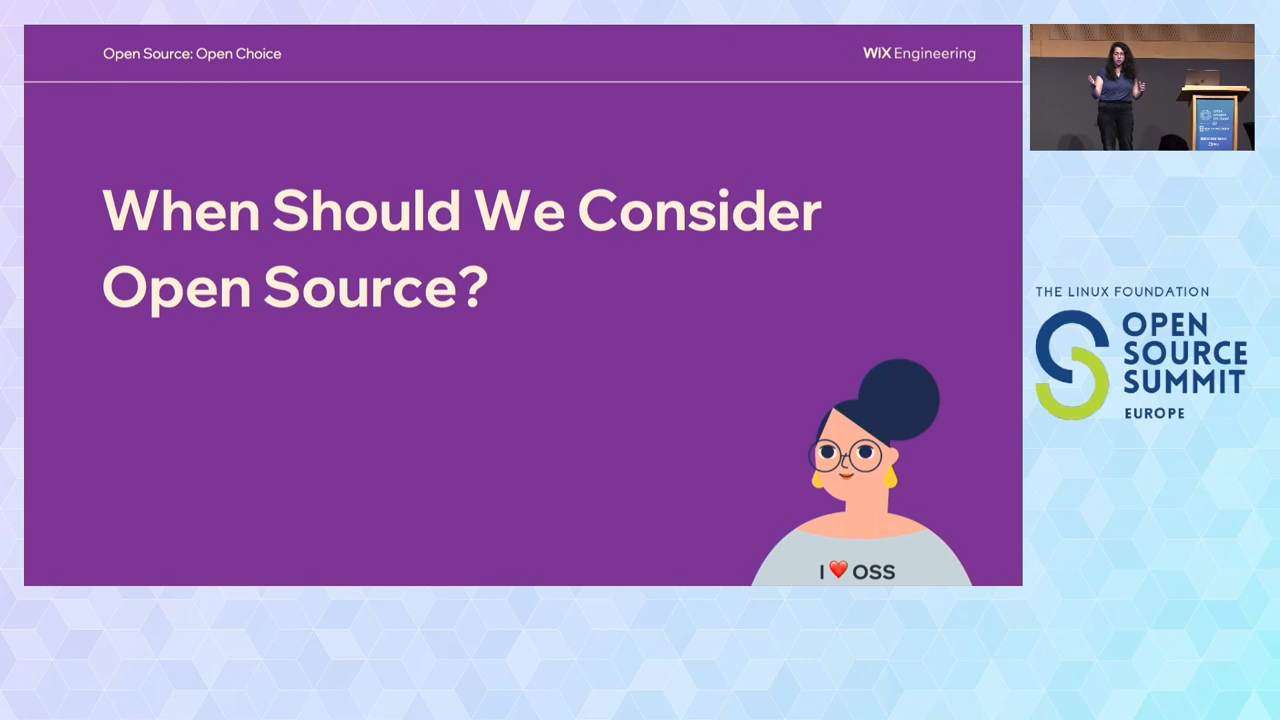 Open Source: Open Choice
WiX Engineering
When Should We Consider
Open Source?
I ❤️ OSS
THE LINUX FOUNDATION
OPEN
SOURCE
SUMMIT
EUROPE